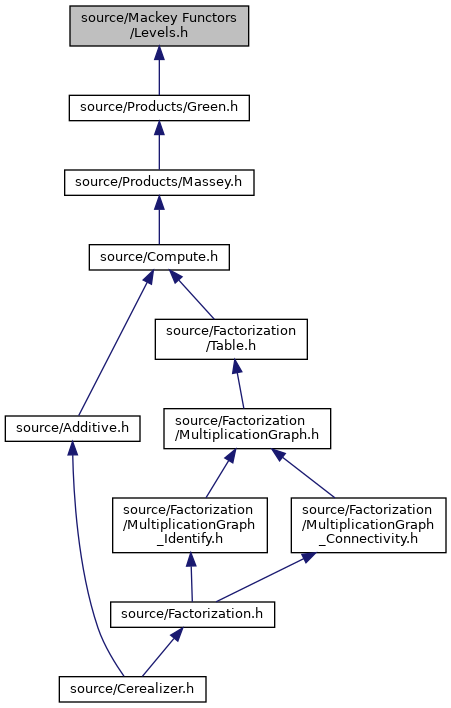 source/Mackey Functors
/Levels.h
source/Products/Green.h
source/Products/Massey.h
source/Compute.h
source/Factorization
/Table.h
source/Additive.h
source/Factorization
/MultiplicationGraph.h
source/Factorization
/MultiplicationGraph
_Identify.h
source/Factorization
/MultiplicationGraph
_Connectivity.h
source/Factorization.h
source/Cerealizer.h